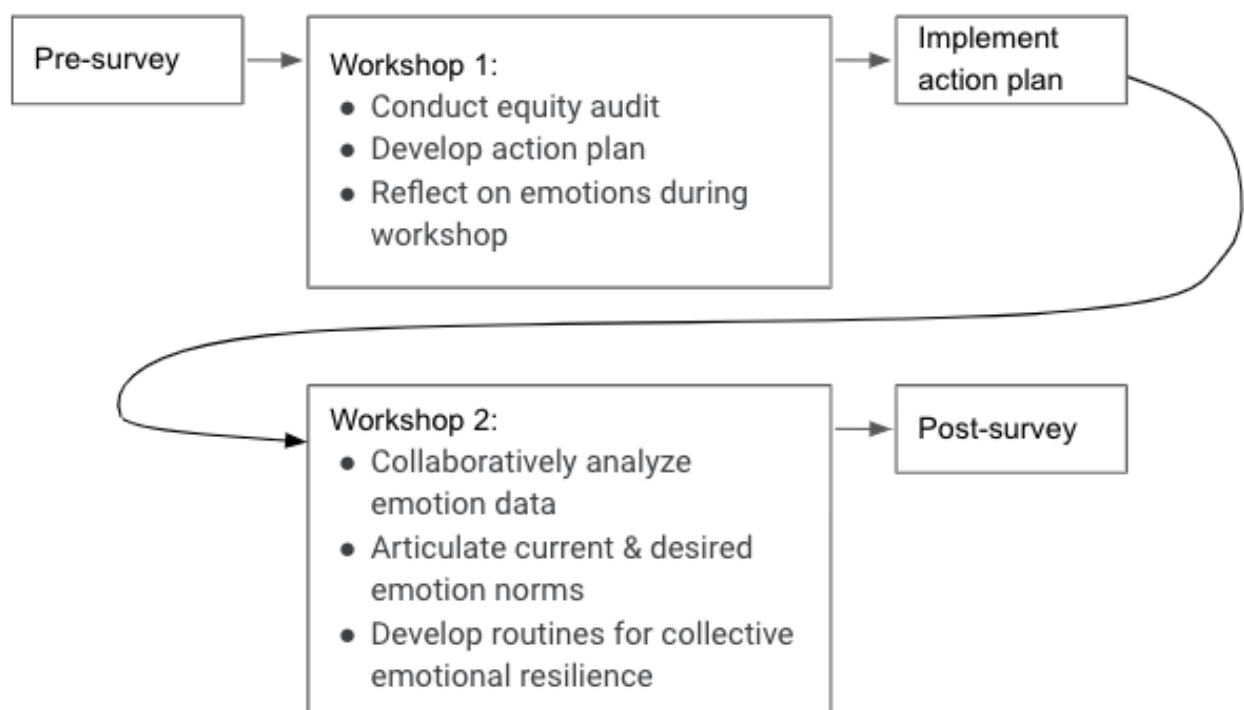 Pre-survey
Workshop 1:
● Conduct equity audit
● Develop action plan
● Reflect on emotions during
workshop
Implement
action plan
Workshop 2:
● Collaboratively analyze
emotion data
● Articulate current & desired
emotion norms
● Develop routines for collective
emotional resilience
Post-survey